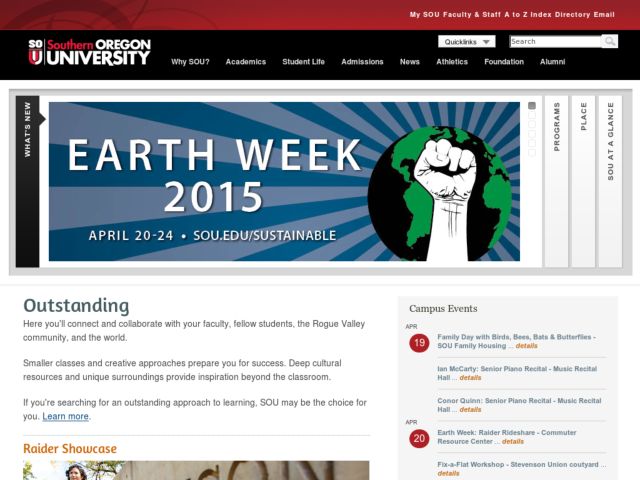 My SOU Faculty & Staff A to Z Index Directory Email
SO
U
Southern OREGON
UNIVERSITY
Quicklinks
Search
Why SOU? Academics Student Life Admissions News Athletics Foundation Alumni
WHAT'S NEW
EARTH WEEK
2015
APRIL 20-24 • SOU.EDU/SUSTAINABLE
PROGRAMS
PLACE
SOU AT A GLANCE
Outstanding
Here you'll connect and collaborate with your faculty, fellow students, the Rogue Valley
community, and the world.
Smaller classes and creative approaches prepare you for success. Deep cultural
resources and unique surroundings provide inspiration beyond the classroom.
If you're searching for an outstanding approach to learning, SOU may be the choice for
you. Learn more.
Raider Showcase
Campus Events
APR
19
Family Day with Birds, Bees, Bats & Butterflies -
SOU Family Housing ... details
Ian McCarty: Senior Piano Recital - Music Recital
Hall ... details
Conor Quinn: Senior Piano Recital - Music Recital
Hall ... details
APR
20
Earth Week: Raider Rideshare - Commuter
Resource Center ... details
Fix-a-Flat Workshop - Stevenson Union coutyard ...
details